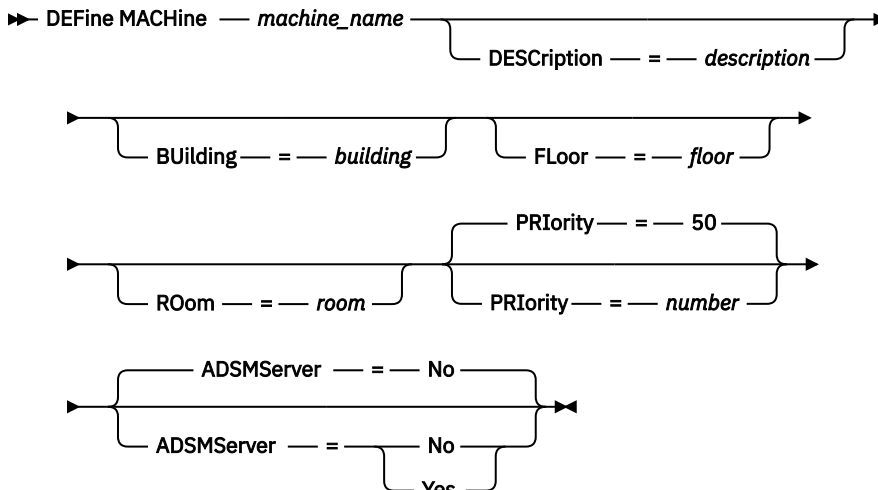 DEFine MACHine machine_name
DESCription = description
BUilding = building FLoor = floor
PRIority = 50
ROom = room PRIority = number
ADSMServer = No
ADSMServer = No
Yes